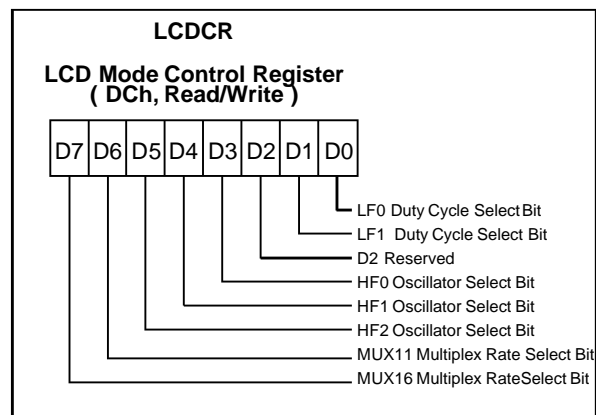 LCDCR
LCD Mode Control Register
( DCh, Read/Write )
D7 D6 D5 D4 D3 D2 D1 D0
LF0 Duty Cycle Select Bit
LF1 Duty Cycle Select Bit
D2 Reserved
HF0 Oscillator Select Bit
HF1 Oscillator Select Bit
HF2 Oscillator Select Bit
MUX11 Multiplex Rate Select Bit
MUX16 Multiplex RateSelect Bit